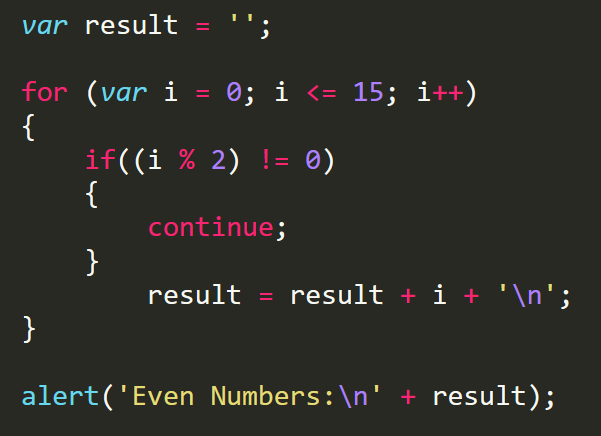 var result = '';
for (var i = 0; i <= 15; i++)
{
if((i % 2) != 0)
{
continue;
}
result = result + i + '\n';
}
alert('Even Numbers:\n' + result);